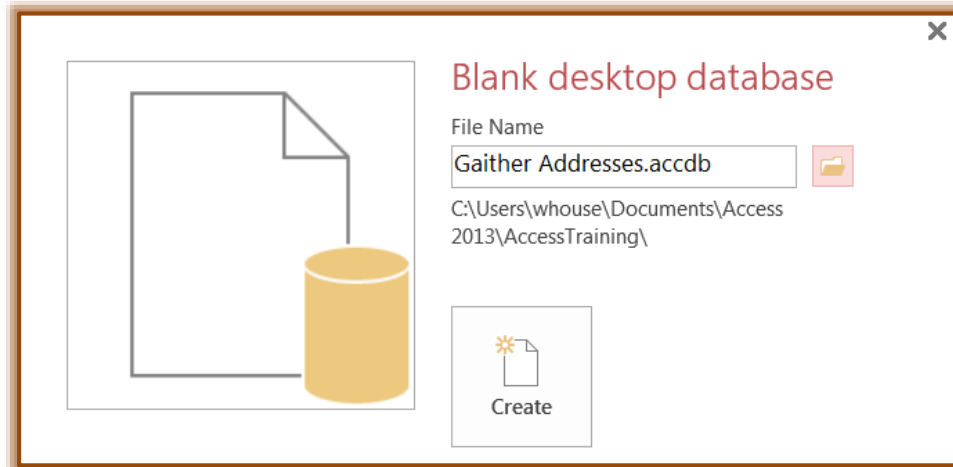 Blank desktop database
File Name
Gaither Addresses.accdb
C:\Users\whouse\Documents\Access
2013\AccessTraining\
Create